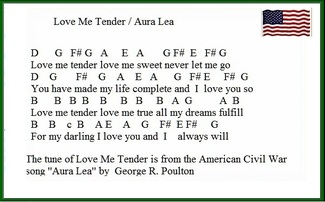 Love Me Tender / Aura Lea
D G F# G A E A G F# E F# G
Love me tender love me sweet never let me go
D G F# G A E A G F# E F# G
You have made my life complete and I love you so
B B B B B B B B A G A B
Love me tender love me true all my dreams fulfill
B B c B A E A G F# E F# G
For my darling I love you and I always will
The tune of Love Me Tender is from the American Civil War
song "Aura Lea" by George R. Poulton